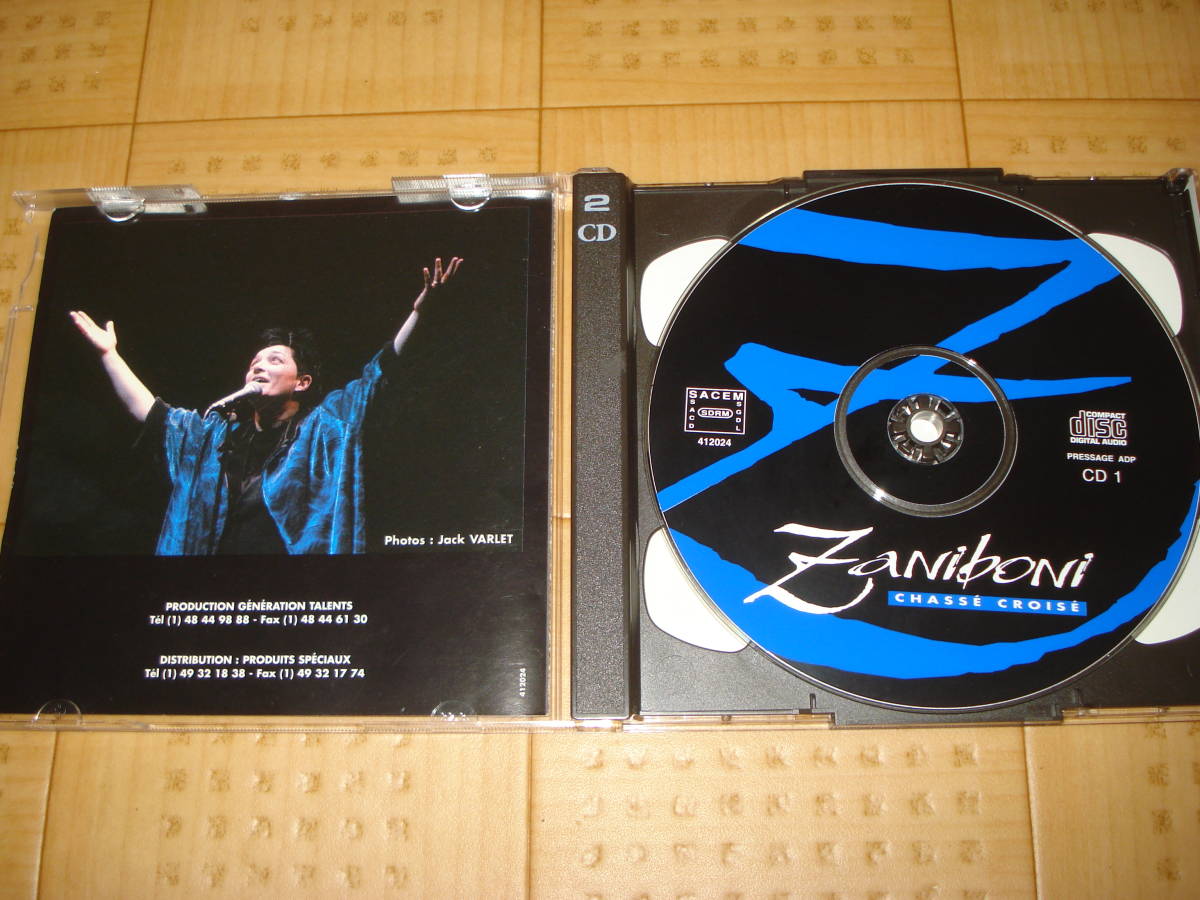 Photos : Jack VARLET
PRODUCTION GÉNÉRATION TALENTS
Tél (1) 48 44 98 88 - Fax (1) 48 44 61 30
DISTRIBUTION : PRODUITS SPÉCIAUX
Tél (1) 49 32 18 38 - Fax (1) 49 32 17 74
412024
2
CD
SACEM
SACD
SDRM
SGDL
412024
COMPACT
disc
DIGITAL AUDIO
PRESSAGE ADP
CD 1
Zaniboni
CHASSÉ CROISÉ